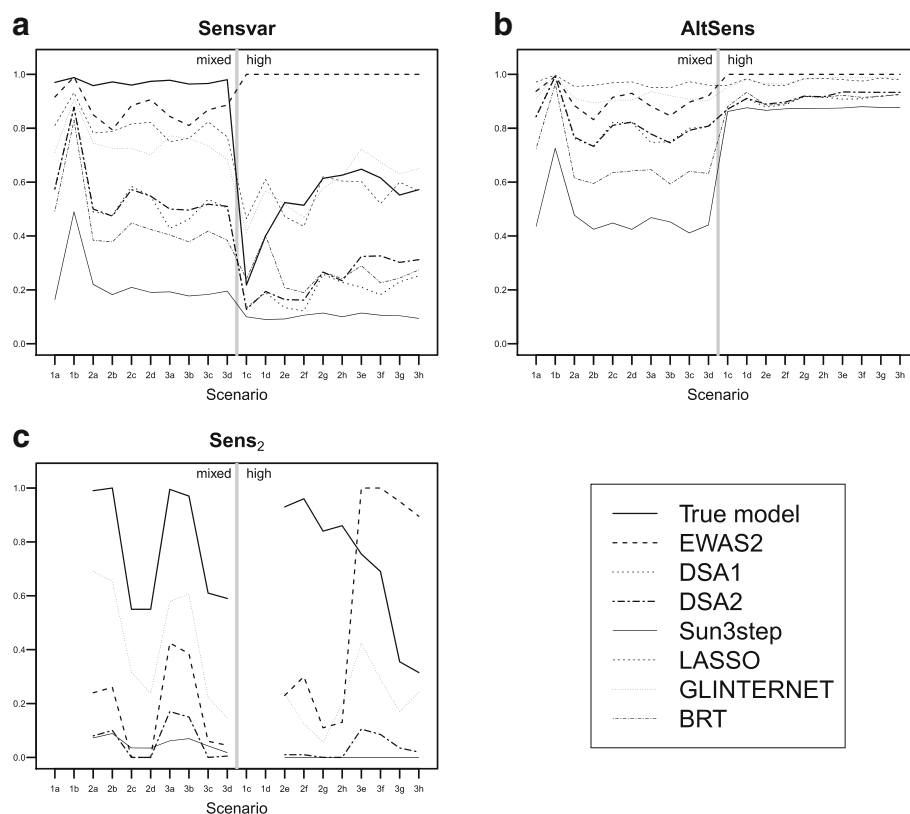 a
Sensvar
mixed high
1.0
0.8
0.6
0.4
0.2
0.0
1a 1b 2a 2b 2c 2d 3a 3b 3c 3d 1c 1d 2e 2f 2g 2h 3e 3f 3g 3h
Scenario
b
AltSens
mixed high
1.0
0.8
0.6
0.4
0.2
0.0
1a 1b 2a 2b 2c 2d 3a 3b 3c 3d 1c 1d 2e 2f 2g 2h 3e 3f 3g 3h
Scenario
c
Sens2
mixed high
1.0
0.8
0.6
0.4
0.2
0.0
1a 1b 2a 2b 2c 2d 3a 3b 3c 3d 1c 1d 2e 2f 2g 2h 3e 3f 3g 3h
Scenario
True model
EWAS2
DSA1
DSA2
Sun3step
LASSO
GLINTERNET
BRT